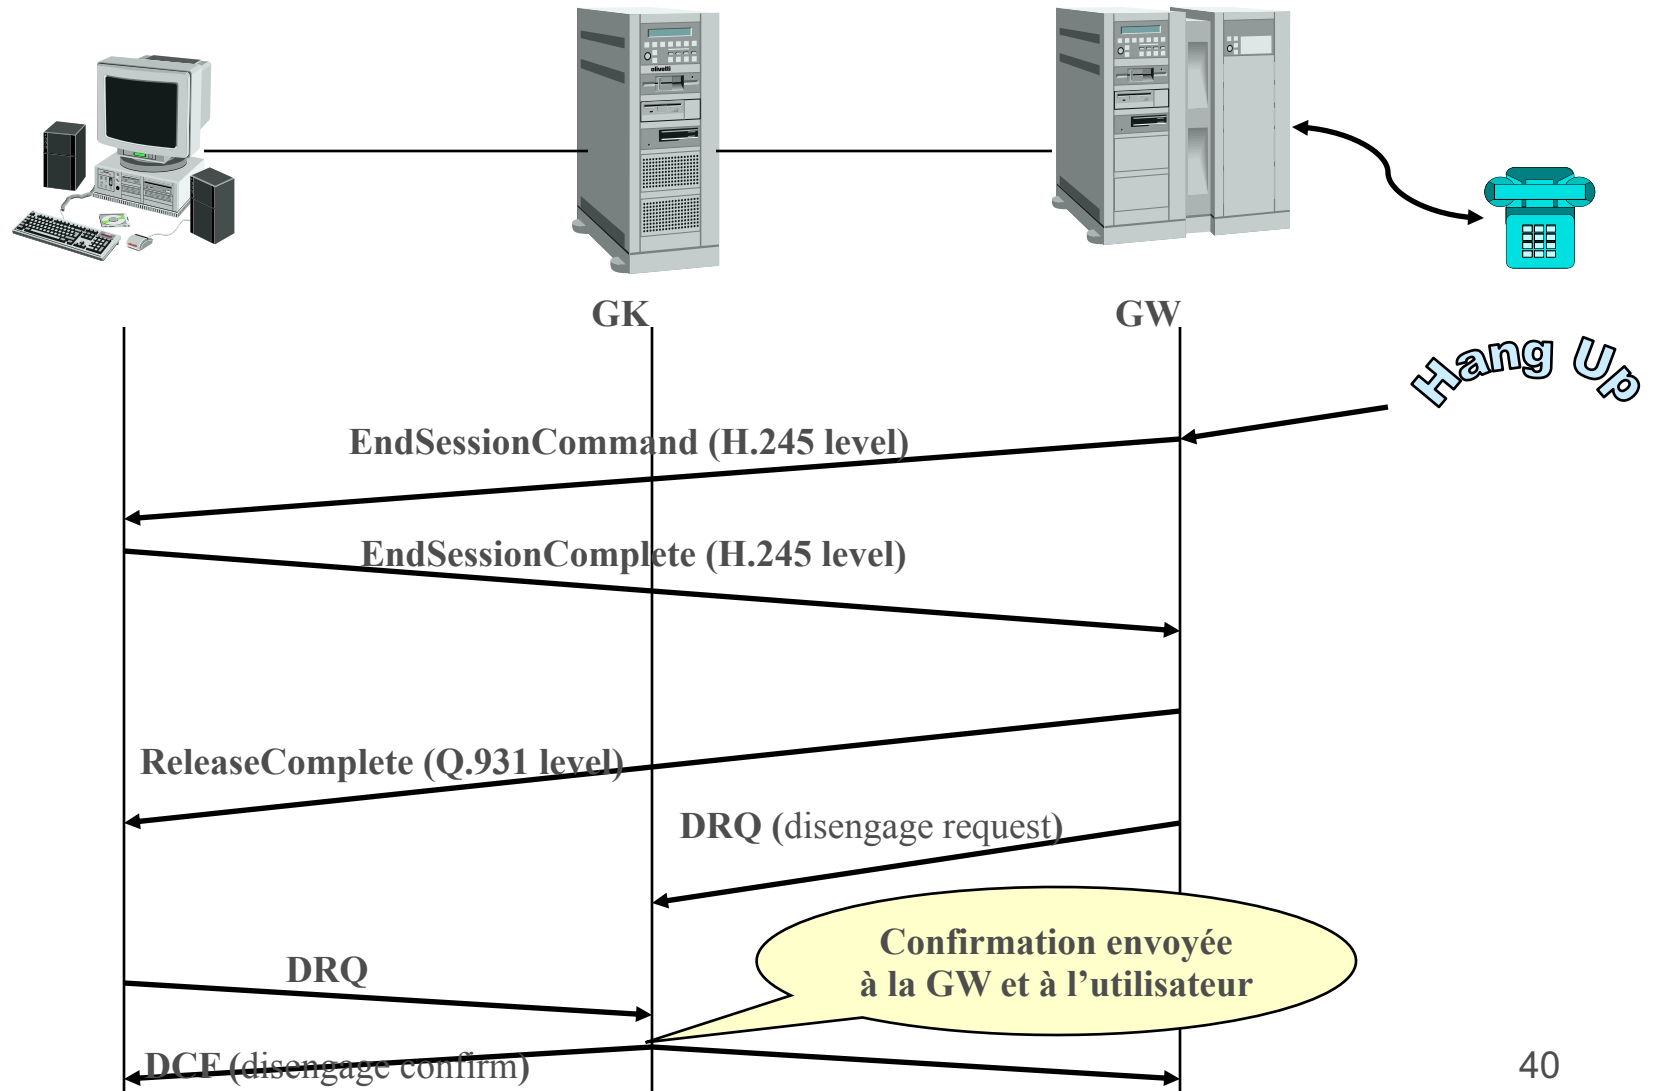 olivetti
GK
GW
Hang Up
EndSessionCommand (H.245 level)
EndSessionComplete (H.245 level)
ReleaseComplete (Q.931 level)
DRQ (disengage request)
Confirmation envoyée
à la GW et à l’utilisateur
DRQ
DCF (disengage confirm)
40